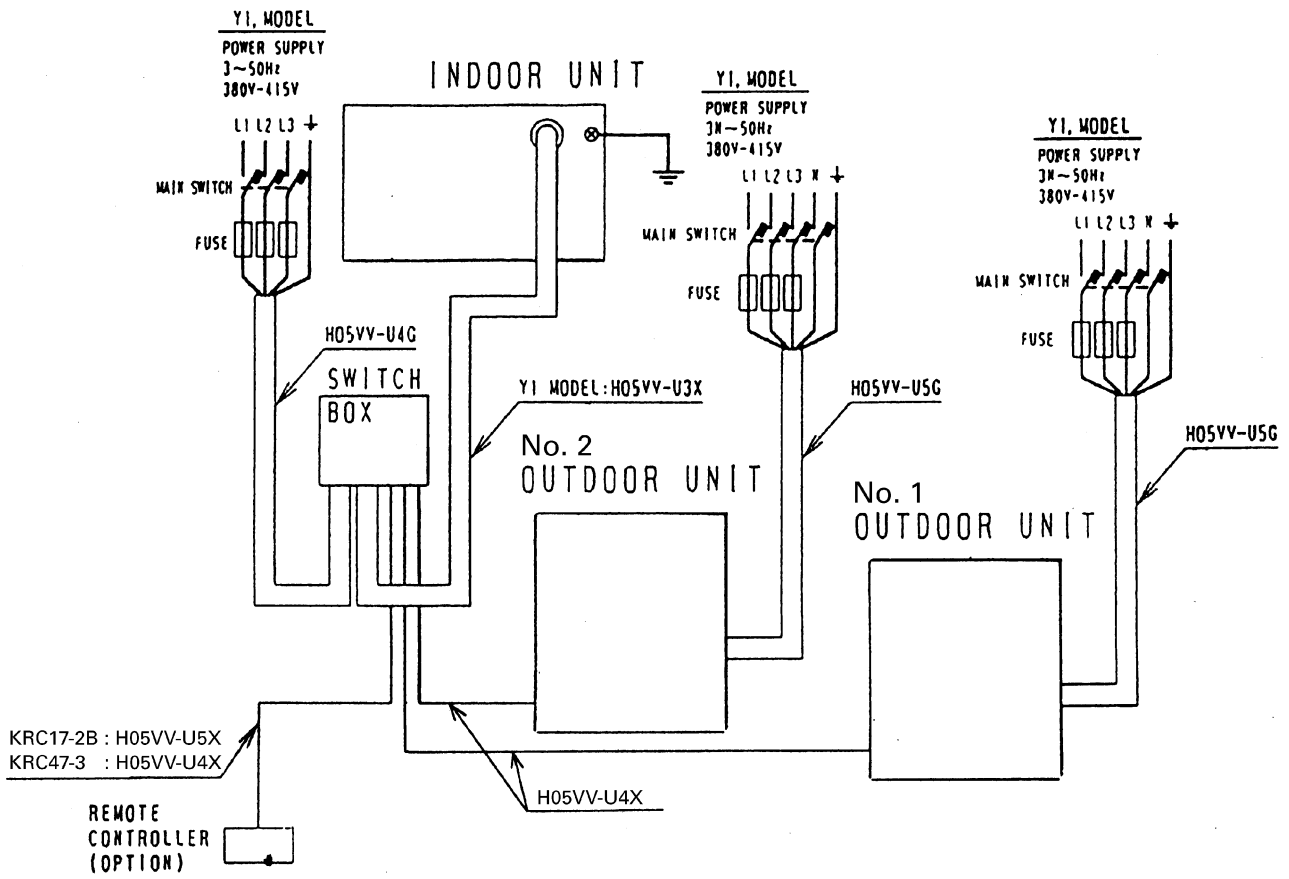 Y1, MODEL
POWER SUPPLY
3~50Hz
380V-415V
L1 L2 L3
MAIN SWITCH
FUSE
INDOOR UNIT
Y1, MODEL
POWER SUPPLY
3N~50Hz
380V-415V
L1 L2 L3 N
MAIN SWITCH
FUSE
Y1, MODEL
POWER SUPPLY
3N~50Hz
380V-415V
L1 L2 L3 N
MAIN SWITCH
FUSE
H05VV-U4G
SWITCH
BOX
Y1 MODEL:H05VV-U3X
H05VV-U5G
H05VV-U5G
No. 2
OUTDOOR UNIT
No. 1
OUTDOOR UNIT
KRC17-2B : H05VV-U5X
KRC47-3 : H05VV-U4X
H05VV-U4X
REMOTE
CONTROLLER
(OPTION)